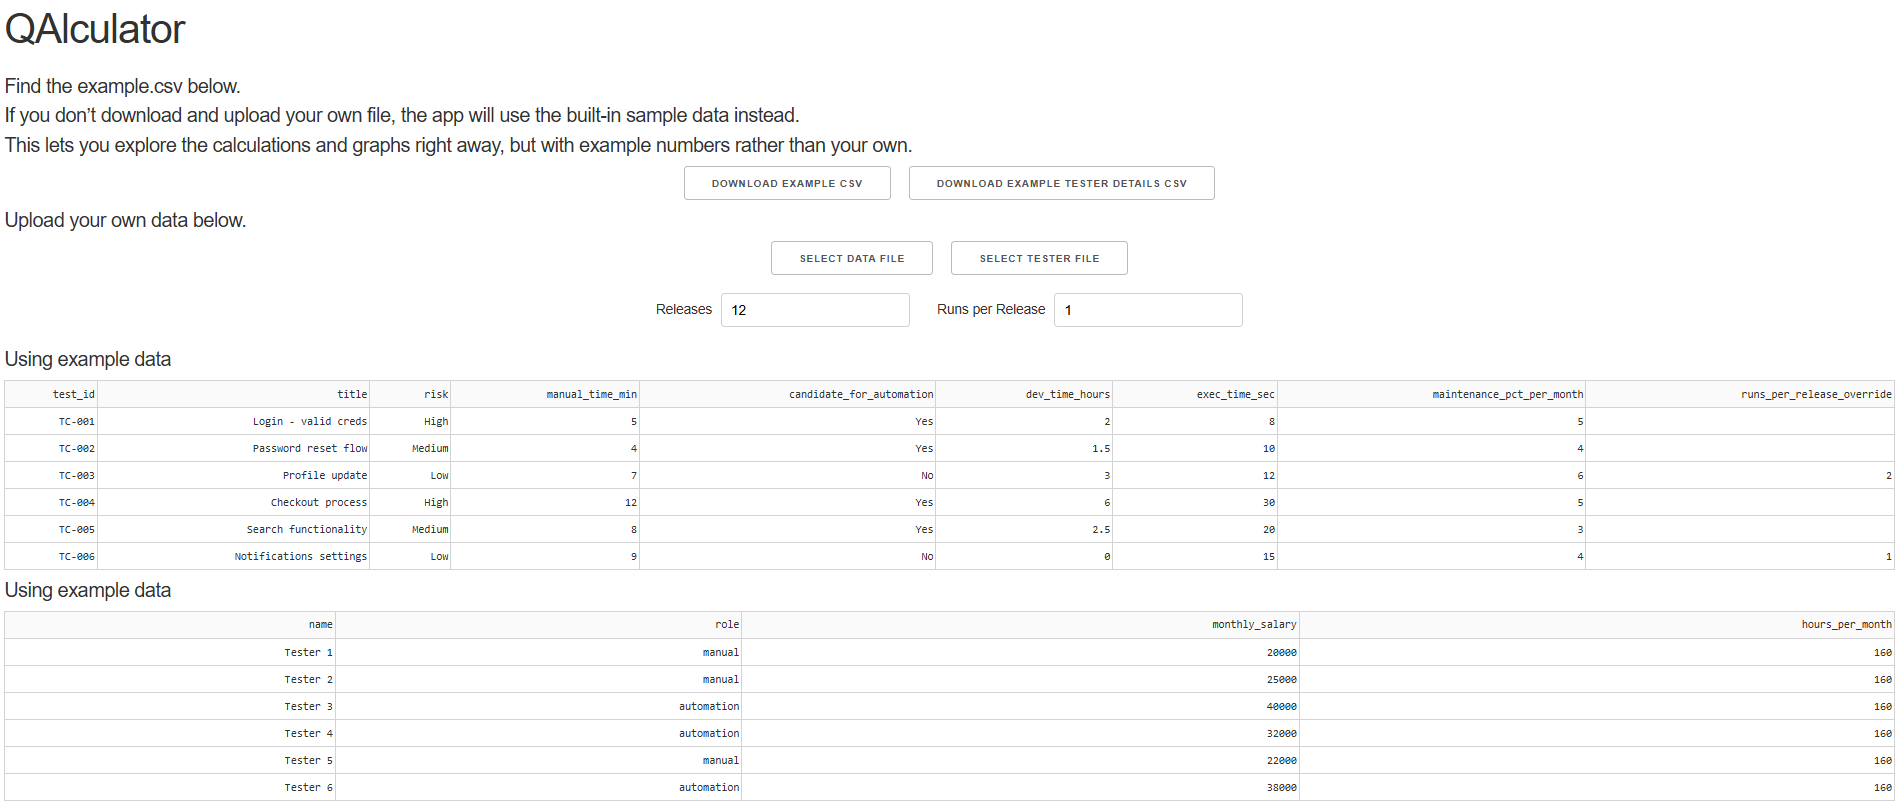 QAlculator
Find the example.csv below.
If you don’t download and upload your own file, the app will use the built-in sample data instead.
This lets you explore the calculations and graphs right away, but with example numbers rather than your own.
DOWNLOAD EXAMPLE CSV DOWNLOAD EXAMPLE TESTER DETAILS CSV
Upload your own data below.
SELECT DATA FILE SELECT TESTER FILE
Releases 12 Runs per Release 1
Using example data
test_id title risk manual_time_min candidate_for_automation dev_time_hours exec_time_sec maintenance_pct_per_month runs_per_release_override
TC-001 Login - valid creds High 5 Yes 2 8 5
TC-002 Password reset flow Medium 4 Yes 1.5 10 4
TC-003 Profile update Low 7 No 3 12 6 2
TC-004 Checkout process High 12 Yes 6 30 5
TC-005 Search functionality Medium 8 Yes 2.5 20 3
TC-006 Notifications settings Low 9 No 0 15 4 1
Using example data
name role monthly_salary hours_per_month
Tester 1 manual 20000 160
Tester 2 manual 25000 160
Tester 3 automation 40000 160
Tester 4 automation 32000 160
Tester 5 manual 22000 160
Tester 6 automation 38000 160